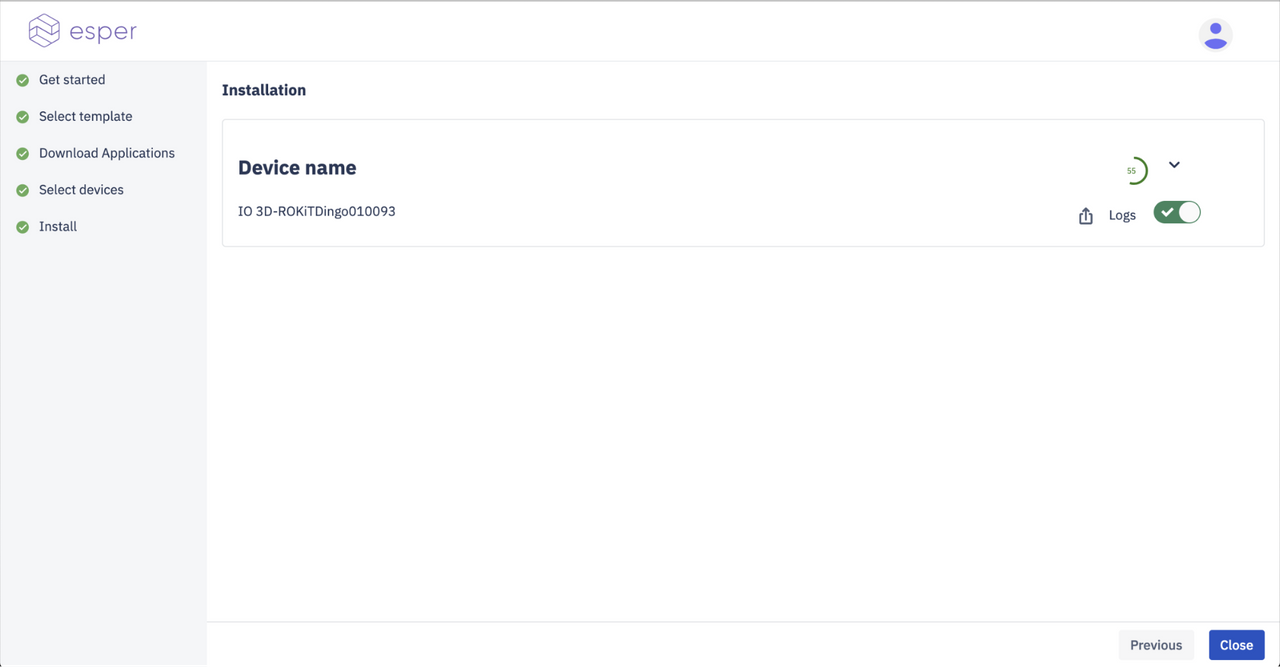 esper
Get started
Select template
Download Applications
Select devices
Install
Installation
Device name
55
IO 3D-ROKiTDingo010093
Logs
Previous
Close